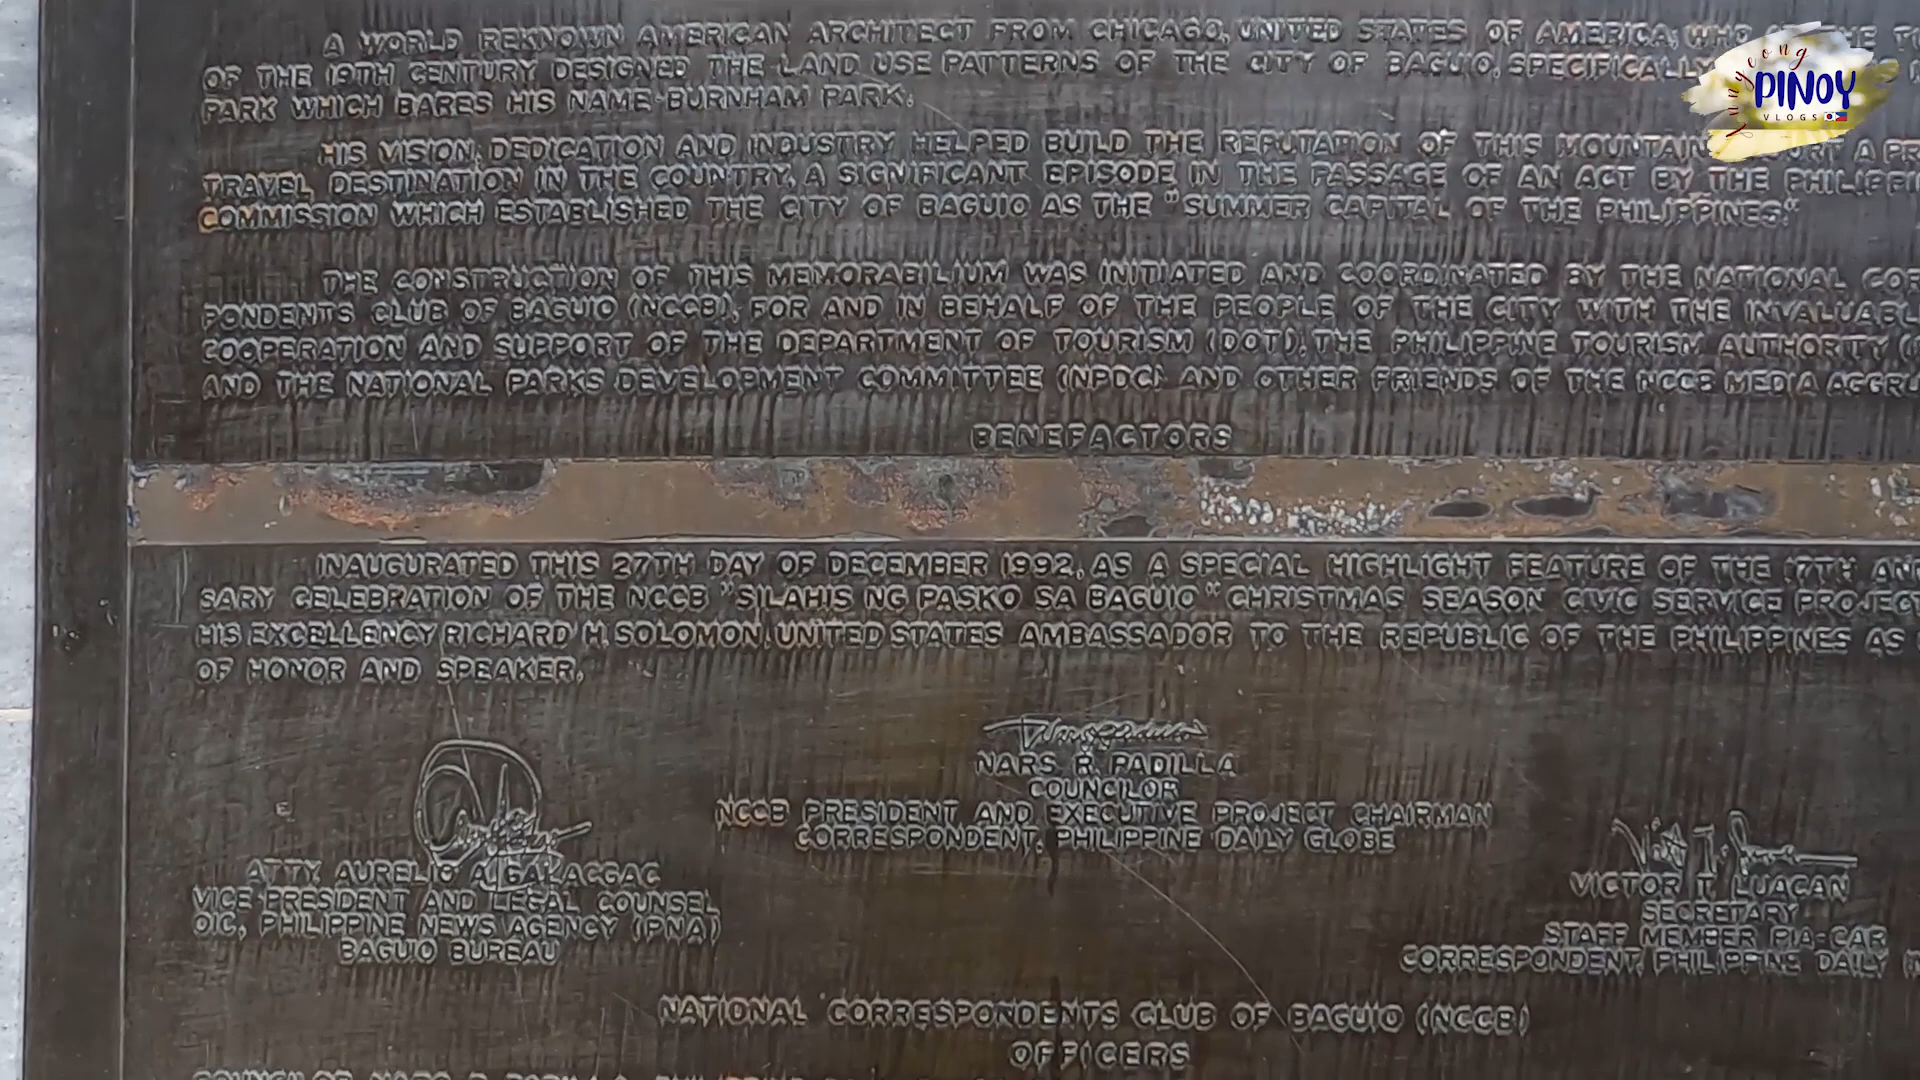 A WORLD REKNOWN AMERICAN ARCHITECT FROM CHICAGO, UNITED STATES OF AMERICA, WHO
OF THE 19TH CENTURY DESIGNED THE LAND USE PATTERNS OF THE CITY OF BAGUIO, SPECIFICALLY
PARK WHICH BARES HIS NAME-BURNHAM PARK.
HIS VISION, DEDICATION AND INDUSTRY HELPED BUILD THE REPUTATION OF THIS MOUNTAIN A
TRAVEL DESTINATION IN THE COUNTRY, A SIGNIFICANT EPISODE IN THE PASSAGE OF AN ACT BY THE PHILIPPI
COMMISSION WHICH ESTABLISHED THE CITY OF BAGUIO AS THE "SUMMER CAPITAL OF THE PHILIPPINES."
THE CONSTRUCTION OF THIS MEMORABILIUM WAS INITIATED AND COORDINATED BY THE NATIONAL
PONDENTS CLUB OF BAGUIO (NCCB), FOR AND IN BEHALF OF THE PEOPLE OF THE CITY WITH THE INVALUABL
COOPERATION AND SUPPORT OF THE DEPARTMENT OF TOURISM (DOT), THE PHILIPPINE TOURISM AUTHORITY
AND THE NATIONAL PARKS DEVELOPMENT COMMITTEE (NPDC) AND OTHER FRIENDS OF THE NCCB MEDIA AGGRU
BENEFACTORS
INAUGURATED THIS 27TH DAY OF DECEMBER 1992, AS A SPECIAL HIGHLIGHT FEATURE OF THE 17TH
SARY CELEBRATION OF THE NCCB "SILAHIS NG PASKO SA BAGUIO" CHRISTMAS SEASON CIVIC SERVICE PROJECT
HIS EXCELLENCY RICHARD H. SOLOMON, UNITED STATES AMBASSADOR TO THE REPUBLIC OF THE PHILIPPINES AS
OF HONOR AND SPEAKER.
NARS R. PADILLA
COUNCILOR
NCCB PRESIDENT AND EXECUTIVE PROJECT CHAIRMAN
CORRESPONDENT, PHILIPPINE DAILY GLOBE
ATTY AURELIO A.
VICE-PRESIDENT AND LEGAL COUNSEL
OIC, PHILIPPINE NEWS AGENCY (PNA)
BAGUIO BUREAU
VICTOR T. LUACAN
SECRETARY
STAFF MEMBER PIA-CAR
CORRESPONDENT, PHILIPPINE DAILY
NATIONAL CORRESPONDENTS CLUB OF BAGUIO (NCCB)
OFFICERS
PINOY
VLOGS